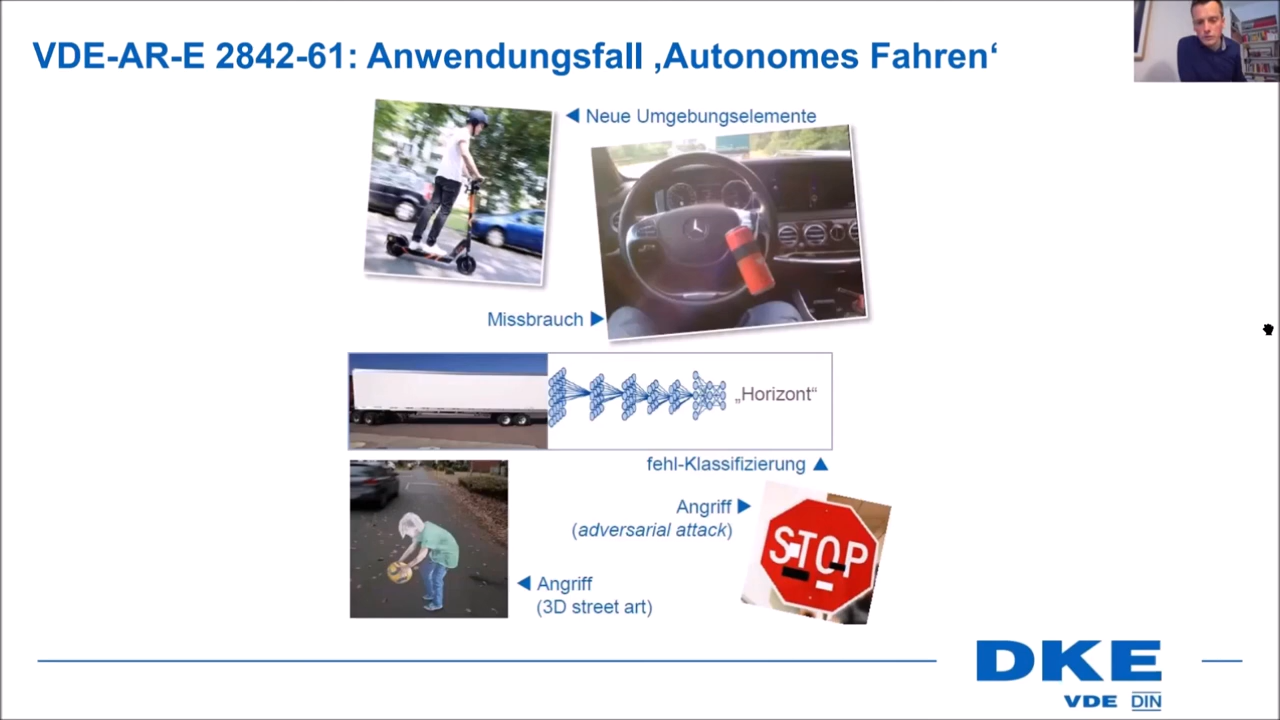 VDE-AR-E 2842-61: Anwendungsfall ‚Autonomes Fahren‘
◀ Neue Umgebungselemente
Missbrauch ▶
„Horizont“
fehl-Klassifizierung ▲
Angriff ▶
(adversarial attack)
STOP
◀ Angriff
(3D street art)
DKE
VDE DIN